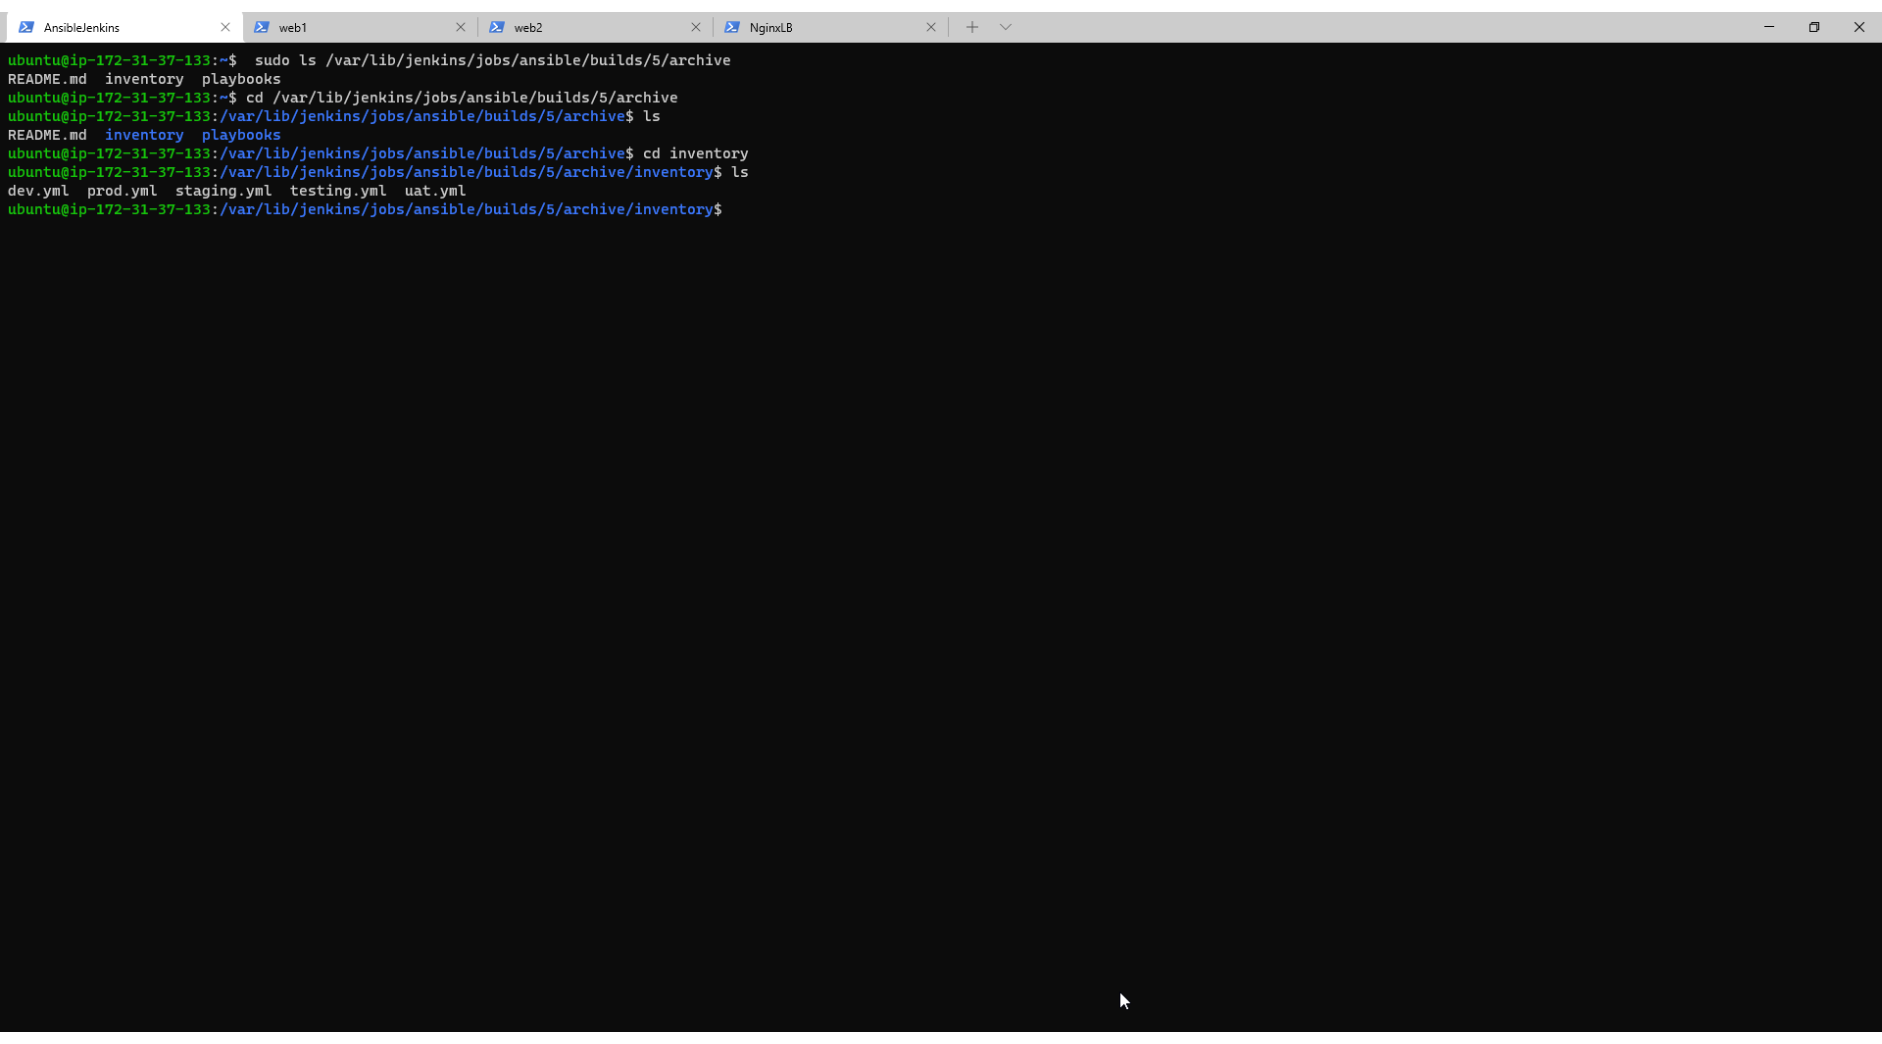 AnsibleJenkins web1 web2 NginxLB
ubuntu@ip-172-31-37-133:~$  sudo ls /var/lib/jenkins/jobs/ansible/builds/5/archive
README.md  inventory  playbooks
ubuntu@ip-172-31-37-133:~$ cd /var/lib/jenkins/jobs/ansible/builds/5/archive
ubuntu@ip-172-31-37-133:/var/lib/jenkins/jobs/ansible/builds/5/archive$ ls
README.md  inventory  playbooks
ubuntu@ip-172-31-37-133:/var/lib/jenkins/jobs/ansible/builds/5/archive$ cd inventory
ubuntu@ip-172-31-37-133:/var/lib/jenkins/jobs/ansible/builds/5/archive/inventory$ ls
dev.yml  prod.yml  staging.yml  testing.yml  uat.yml
ubuntu@ip-172-31-37-133:/var/lib/jenkins/jobs/ansible/builds/5/archive/inventory$